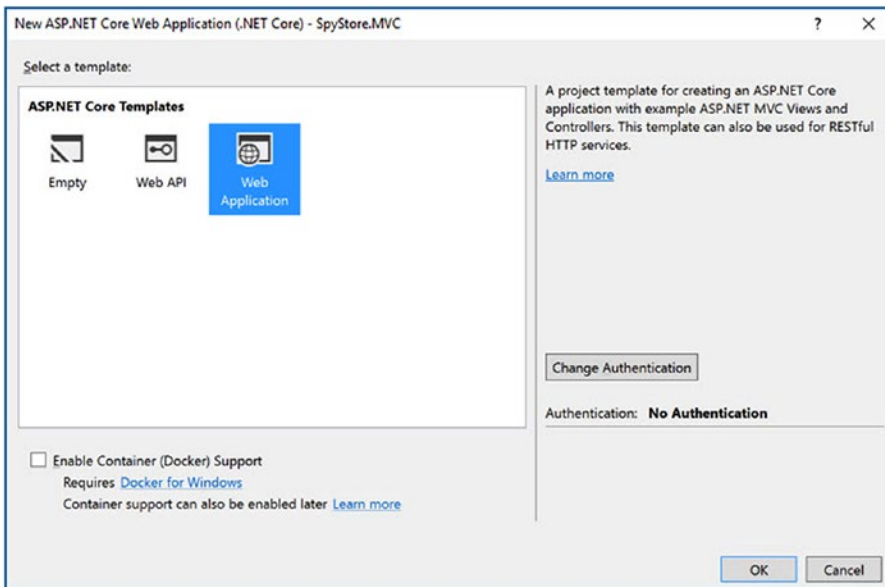 New ASP.NET Core Web Application (.NET Core) - SpyStore.MVC
?
Select a template:
ASP.NET Core Templates
Empty
Web API
Web
Application
A project template for creating an ASP.NET Core
application with example ASP.NET MVC Views and
Controllers. This template can also be used for RESTful
HTTP services.
Learn more
Change Authentication
Authentication: No Authentication
Enable Container (Docker) Support
Requires Docker for Windows
Container support can also be enabled later Learn more
OK
Cancel